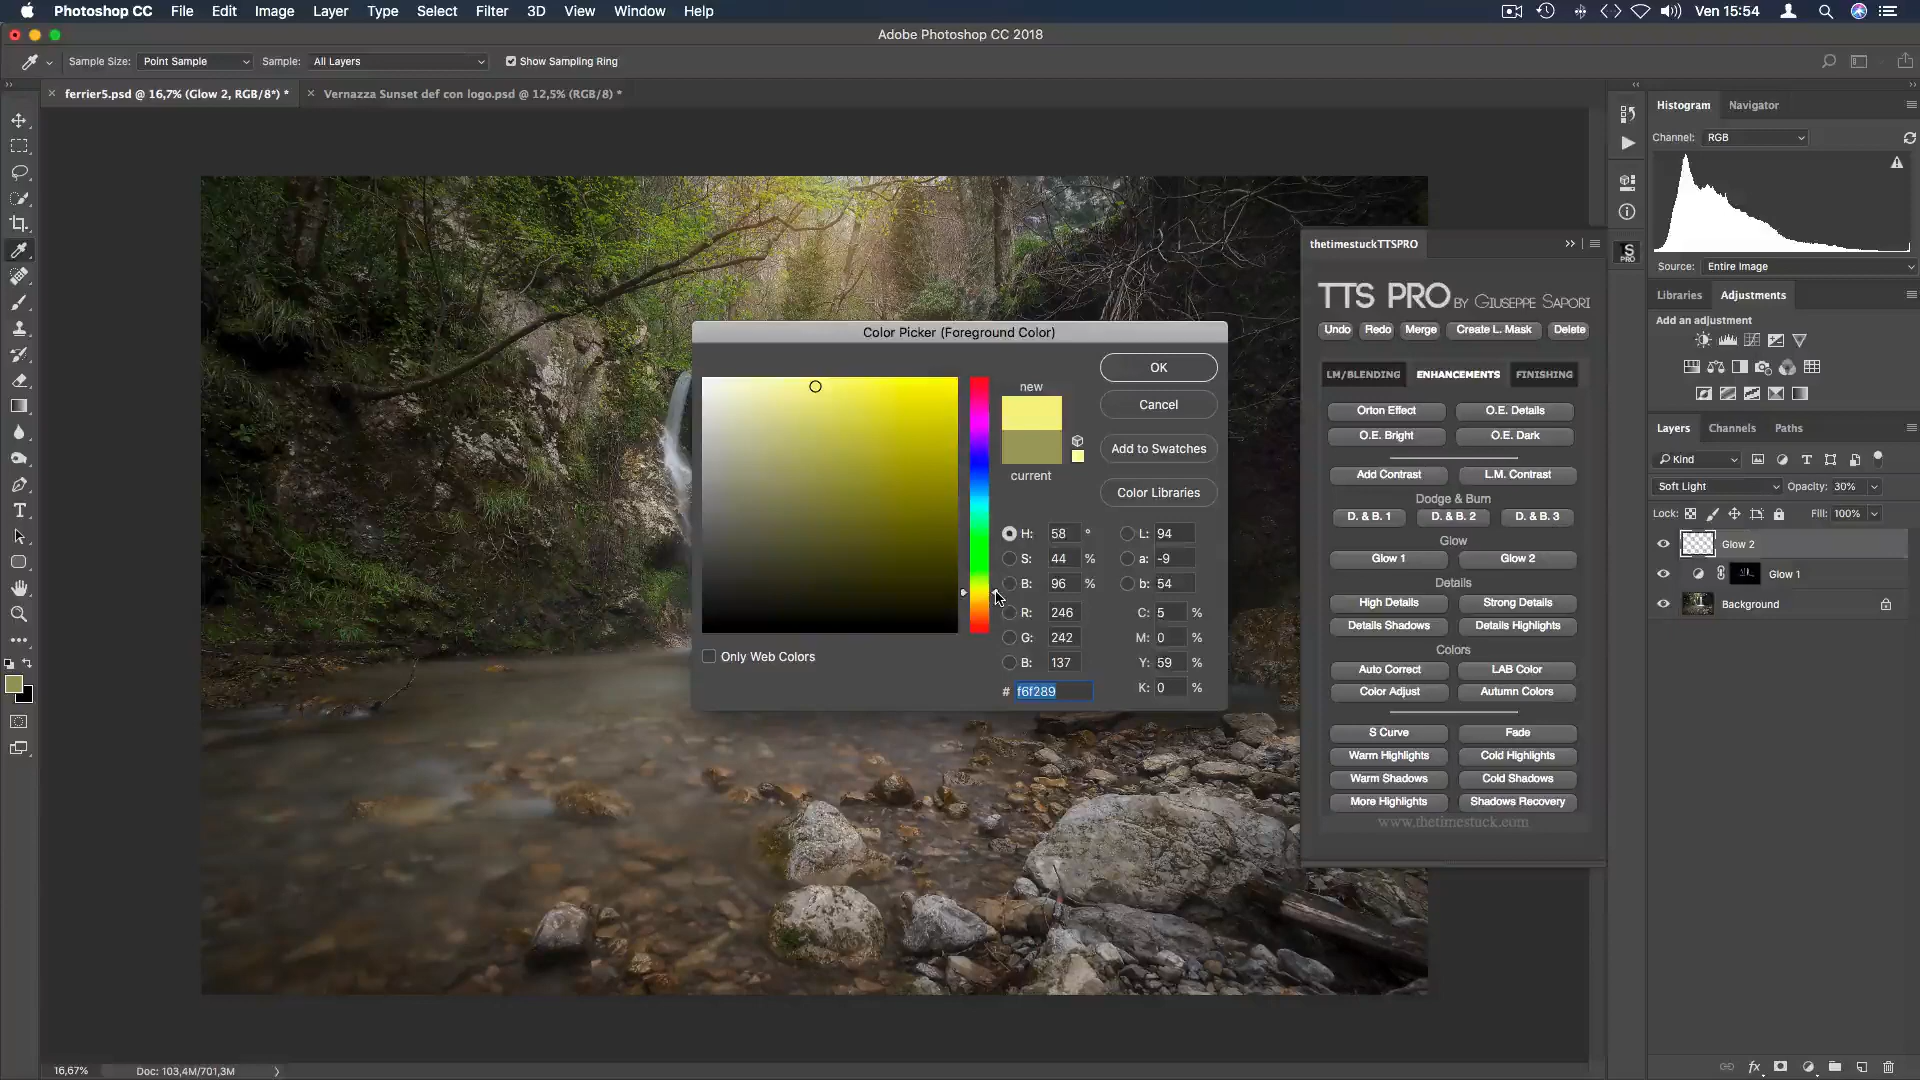 Photoshop CC File Edit Image Layer Type Select Filter 3D View Window Help Ven 15:54
Adobe Photoshop CC 2018
Sample Size: Point Sample Sample: All Layers Show Sampling Ring
ferrier5.psd @ 16,7% (Glow 2, RGB/8*) * Vernazza Sunset def con logo.psd @ 12,5% (RGB/8) *
Histogram Navigator
Channel: RGB
Source: Entire Image
Libraries Adjustments
Add an adjustment
Layers Channels Paths
Kind
Soft Light Opacity: 30%
Lock: Fill: 100%
Glow 2
Glow 1
Background
thetimestuckTTSPRO
TTS PRO BY GIUSEPPE SAPORI
Undo Redo Merge Create L. Mask Delete
LM/BLENDING ENHANCEMENTS FINISHING
Orton Effect O.E. Details
O.E. Bright O.E. Dark
Add Contrast L.M. Contrast
Dodge & Burn
D. & B. 1 D. & B. 2 D. & B. 3
Glow
Glow 1 Glow 2
Details
High Details Strong Details
Details Shadows Details Highlights
Colors
Auto Correct LAB Color
Color Adjust Autumn Colors
S Curve Fade
Warm Highlights Cold Highlights
Warm Shadows Cold Shadows
More Highlights Shadows Recovery
www.thetimestuck.com
Color Picker (Foreground Color)
new
current
OK
Cancel
Add to Swatches
Color Libraries
H: 58 ° L: 94
S: 44 % a: -9
B: 96 % b: 54
R: 246 C: 5 %
G: 242 M: 0 %
B: 137 Y: 59 %
# f6f289 K: 0 %
Only Web Colors
16,67% Doc: 103,4M/701,3M